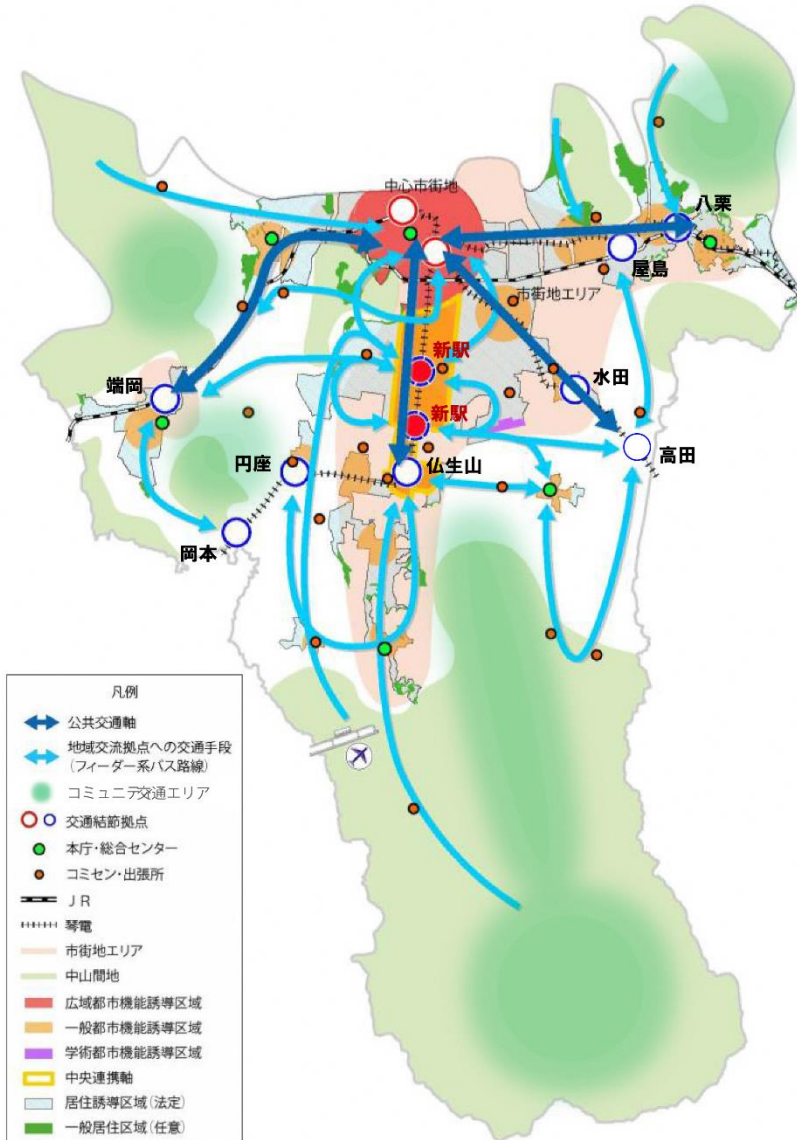 中心市街地
八栗
屋島
市街地エリア
新駅
端岡
水田
新駅
円座
仏生山
高田
岡本
凡例
公共交通軸
地域交流拠点への交通手段
(フィーダー系バス路線)
コミュニテ交通エリア
交通結節拠点
本庁・総合センター
コミセン・出張所
ＪＲ
琴電
市街地エリア
中山間地
広域都市機能誘導区域
一般都市機能誘導区域
学術都市機能誘導区域
中央連携軸
居住誘導区域(法定)
一般居住区域(任意)